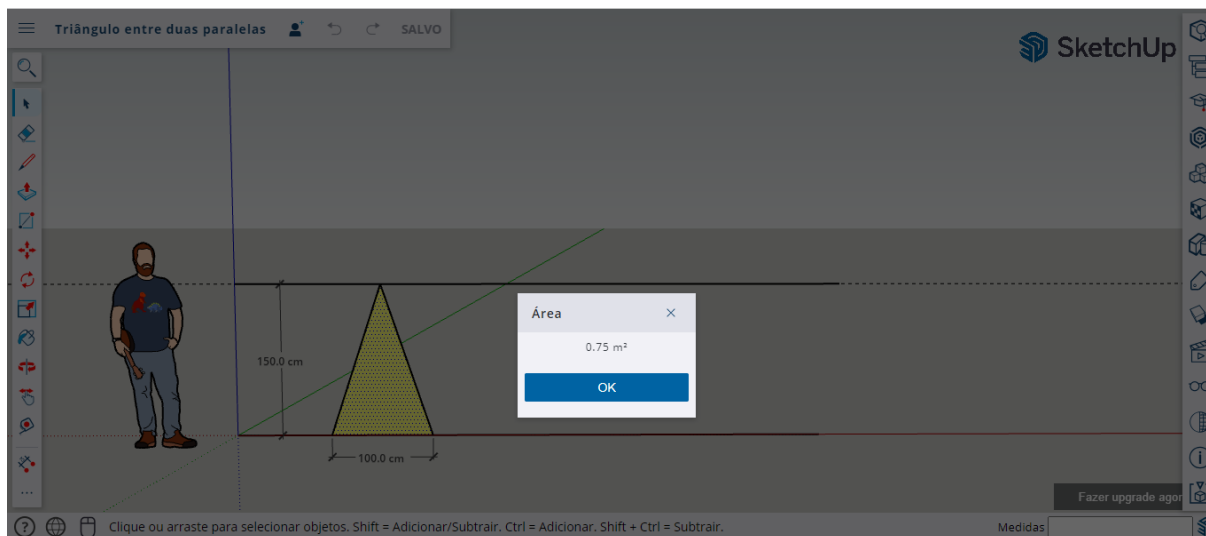 Triângulo entre duas paralelas
SALVO
SketchUp
Área
0.75 m²
OK
150.0 cm
100.0 cm
Fazer upgrade agor
Clique ou arraste para selecionar objetos. Shift = Adicionar/Subtrair. Ctrl = Adicionar. Shift + Ctrl = Subtrair.
Medidas